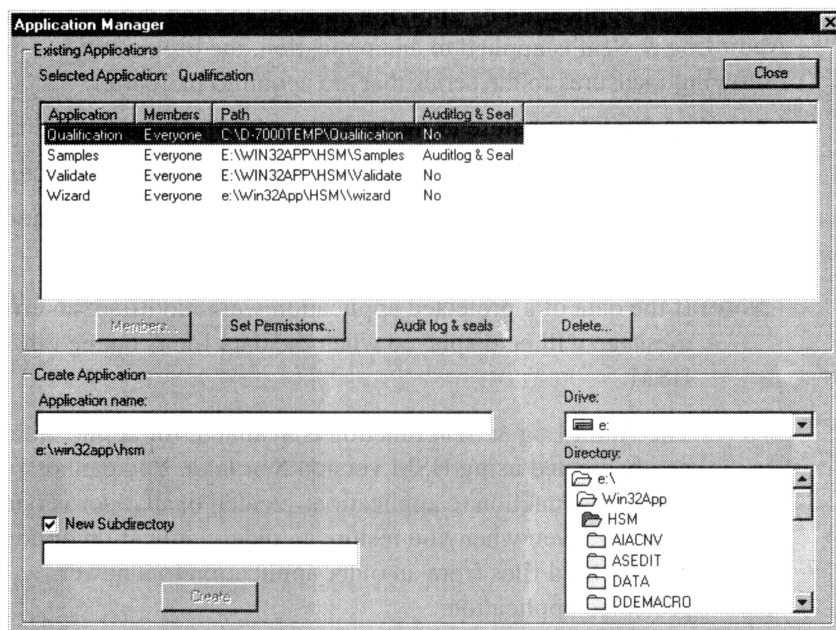 Application Manager
Existing Applications
Selected Application: Qualification
Close
Application Members Path Auditlog & Seal
Qualification Everyone C:\D-7000TEMP\Qualification No
Samples Everyone E:\WIN32APP\HSM\Samples Auditlog & Seal
Validate Everyone E:\WIN32APP\HSM\Validate No
Wizard Everyone e:\Win32App\HSM\\wizard No
Members... Set Permissions... Audit log & seals Delete...
Create Application
Application name:
e:\win32app\hsm
New Subdirectory
Create
Drive:
e:
Directory:
e:\
Win32App
HSM
AIACNV
ASEDIT
DATA
DDEMACRO